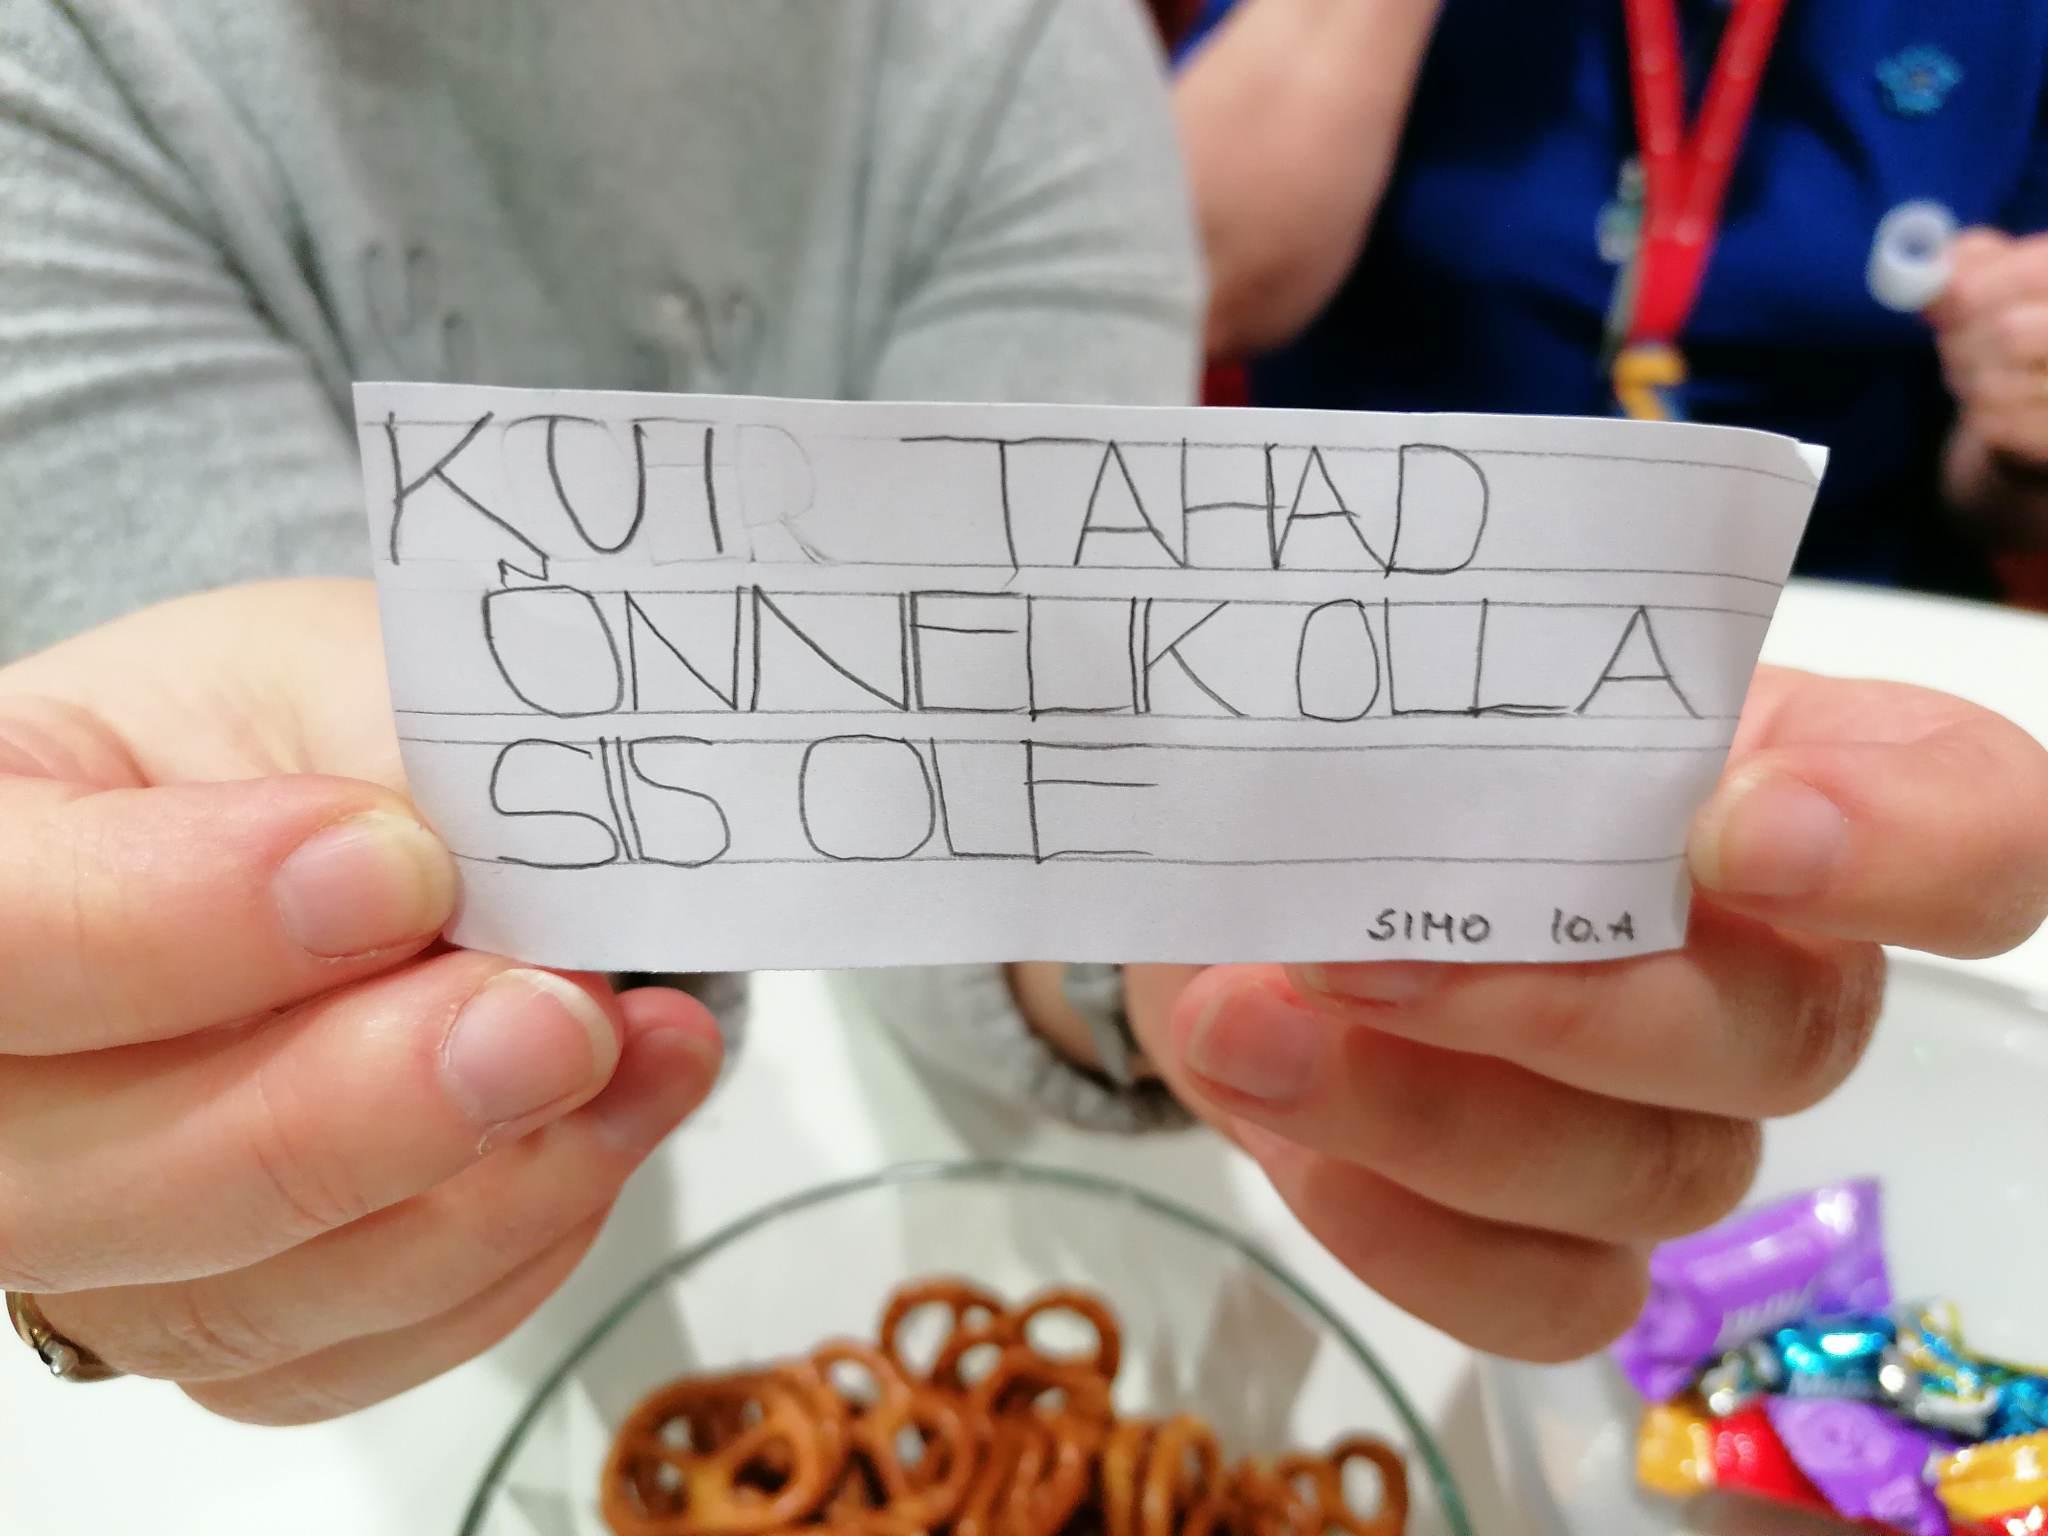 KUI TAHAD
ÕNNELIK OLLA
SIIS OLE
SIMO 10.A